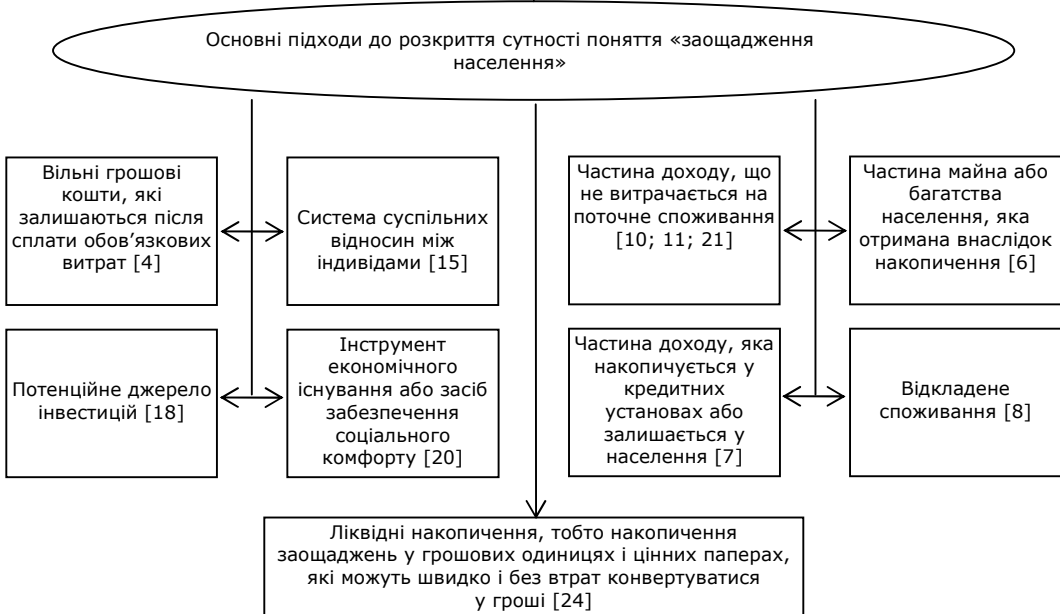 Основні підходи до розкриття сутності поняття «заощадження
населення»
Вільні грошові
кошти, які
залишаються після
сплати обов’язкових
витрат [4]
Система суспільних
відносин між
індивідами [15]
Частина доходу, що
не витрачається на
поточне споживання
[10; 11; 21]
Частина майна або
багатства
населення, яка
отримана внаслідок
накопичення [6]
Потенційне джерело
інвестицій [18]
Інструмент
економічного
існування або засіб
забезпечення
соціального
комфорту [20]
Частина доходу, яка
накопичується у
кредитних
установах або
залишається у
населення [7]
Відкладене
споживання [8]
Ліквідні накопичення, тобто накопичення
заощаджень у грошових одиницях і цінних паперах,
які можуть швидко і без втрат конвертуватися
у гроші [24]